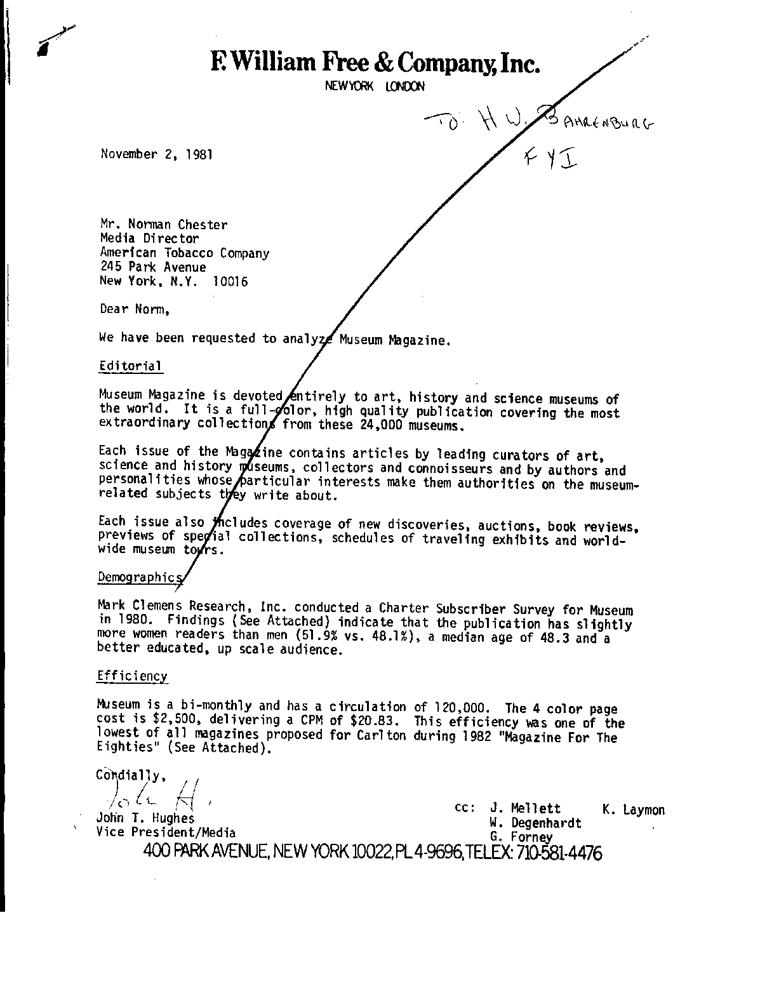 F. William Free & Company, Inc.
NEW YORK LONDON
To: H W. BAHRENBURG
FYI
November 2, 1981
Mr. Norman Chester
Media Director
American Tobacco Company
245 Park Avenue
New York, N.Y. 10016
Dear Norm,
We have been requested to analyze Museum Magazine.
Editorial
Museum Magazine is devoted entirely to art, history and science museums of
the world. It is a full-color, high quality publication covering the most
extraordinary collections from these 24,000 museums.
Each issue of the Magazine contains articles by leading curators of art,
science and history museums, collectors and connoisseurs and by authors and
personalities whose particular interests make them authorities on the museum-
related subjects they write about.
Each issue also includes coverage of new discoveries, auctions, book reviews,
previews of special collections, schedules of traveling exhibits and world-
wide museum tours.
Demographics
Mark Clemens Research, Inc. conducted a Charter Subscriber Survey for Museum
in 1980. Findings (See Attached) indicate that the publication has slightly
more women readers than men (51.9% vs. 48.1%), a median age of 48.3 and a
better educated, up scale audience.
Efficiency
Museum is a bi-monthly and has a circulation of 120,000. The 4 color page
cost is $2,500, delivering a CPM of $20.83. This efficiency was one of the
lowest of all magazines proposed for Carlton during 1982 "Magazine For The
Eighties" (See Attached).
Cordially,
John H.
John T. Hughes
Vice President/Media
cc: J. Mellett K. Laymon
W. Degenhardt
G. Forney
400 PARK AVENUE, NEW YORK 10022, PL 4-9696, TELEX: 710-581-4476